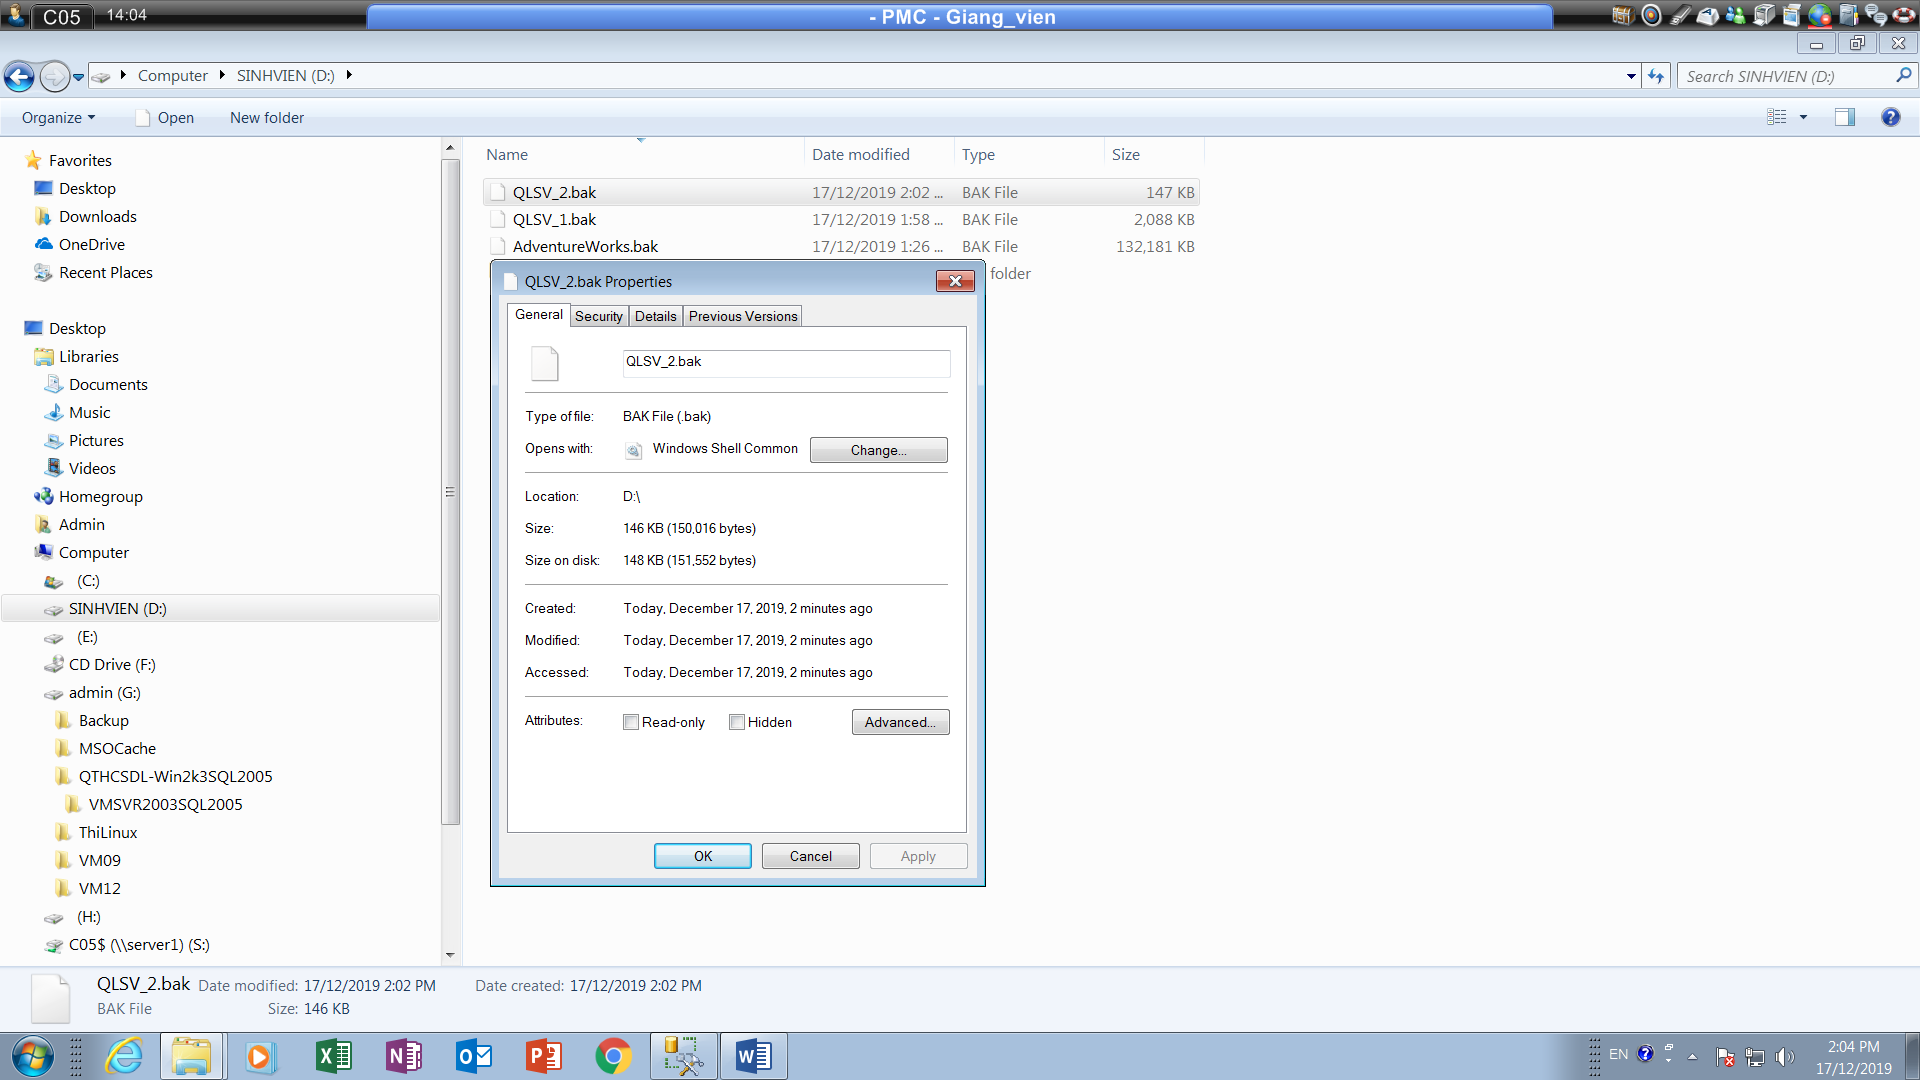 C05 14:04 - PMC - Giang_vien
Computer SINHVIEN (D:) Search SINHVIEN (D:)
Organize Open New folder
Favorites
Desktop
Downloads
OneDrive
Recent Places
Desktop
Libraries
Documents
Music
Pictures
Videos
Homegroup
Admin
Computer
(C:)
SINHVIEN (D:)
(E:)
CD Drive (F:)
admin (G:)
Backup
MSOCache
QTHCSDL-Win2k3SQL2005
VMSVR2003SQL2005
ThiLinux
VM09
VM12
(H:)
C05$ (\\server1) (S:)
Name Date modified Type Size
QLSV_2.bak 17/12/2019 2:02 ... BAK File 147 KB
QLSV_1.bak 17/12/2019 1:58 ... BAK File 2,088 KB
AdventureWorks.bak 17/12/2019 1:26 ... BAK File 132,181 KB
folder
QLSV_2.bak Properties
General Security Details Previous Versions
QLSV_2.bak
Type of file: BAK File (.bak)
Opens with: Windows Shell Common Change...
Location: D:\
Size: 146 KB (150,016 bytes)
Size on disk: 148 KB (151,552 bytes)
Created: Today, December 17, 2019, 2 minutes ago
Modified: Today, December 17, 2019, 2 minutes ago
Accessed: Today, December 17, 2019, 2 minutes ago
Attributes: Read-only Hidden Advanced...
OK Cancel Apply
QLSV_2.bak Date modified: 17/12/2019 2:02 PM Date created: 17/12/2019 2:02 PM
BAK File Size: 146 KB
EN 2:04 PM
17/12/2019